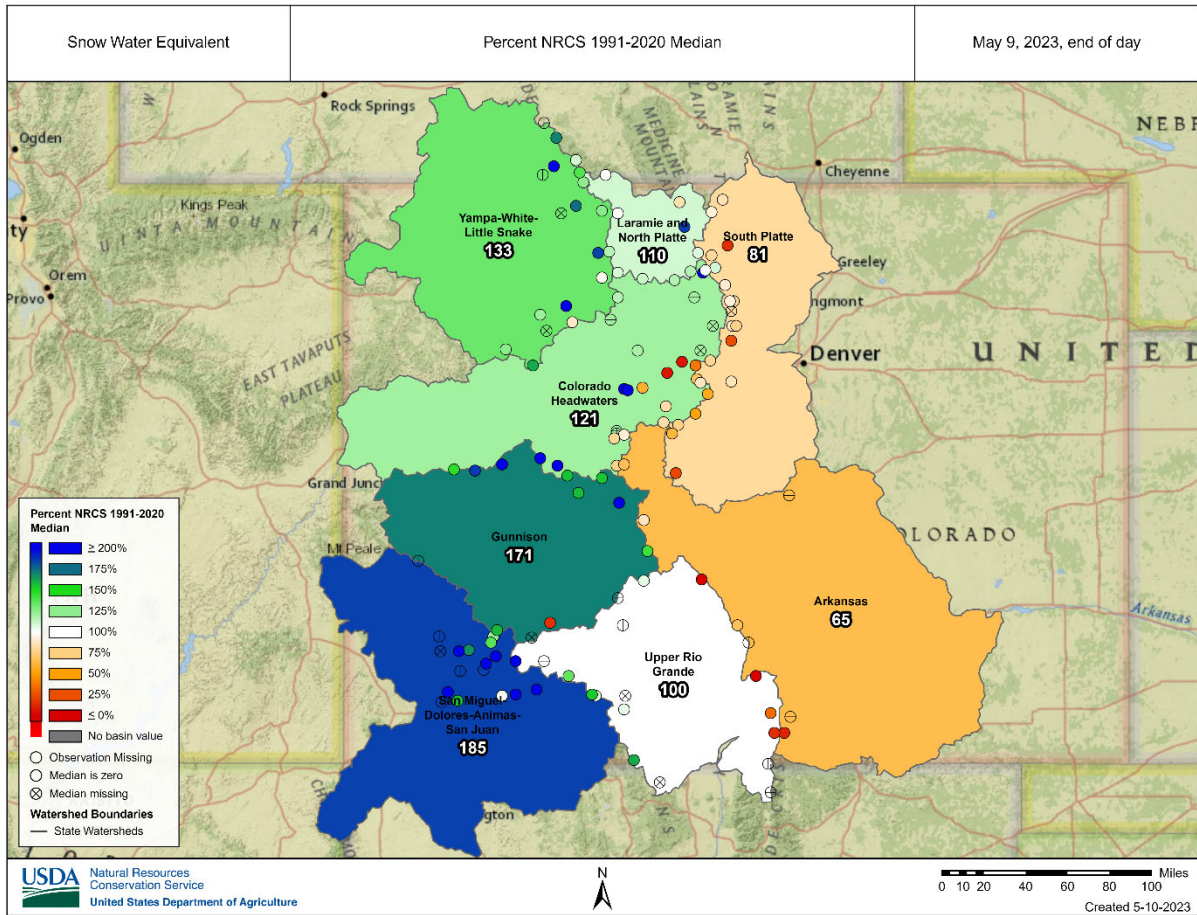 Snow Water Equivalent
Percent NRCS 1991-2020 Median
May 9, 2023, end of day
Rock Springs
MEDICINE
MOUNTAIN
NEB
Ogden
Cheyenne
Kings Peak
UINTA MOUNTAIN
Yampa-White-
Little Snake
133
Laramie and
North Platte
110
South Platte
81
Orem
Provo
Greeley
ngmont
EAST TAVAPUTS
PLATEAU
Denver
UNITED
Colorado
Headwaters
121
Grand Junc
Gunnison
171
COLORADO
Mt Peale
Arkansas
65
Arkansas
Upper Rio
Grande
100
San Miguel-
Dolores-Animas-
San Juan
185
ngton
Percent NRCS 1991-2020
Median
≥ 200%
175%
150%
125%
100%
75%
50%
25%
≤ 0%
No basin value
Observation Missing
Median is zero
Median missing
Watershed Boundaries
State Watersheds
USDA
Natural Resources
Conservation Service
United States Department of Agriculture
N
Miles
0 10 20 40 60 80 100
Created 5-10-2023